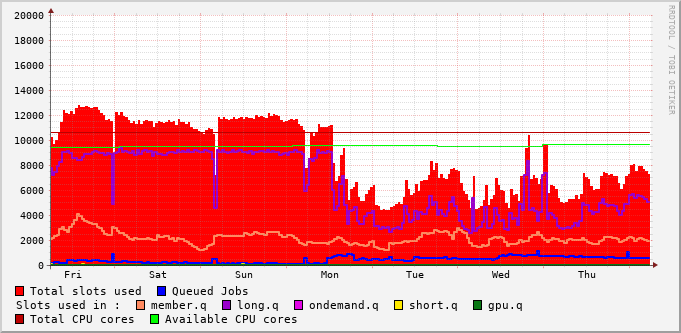 RRDTOOL / TOBI OETIKER
20000
18000
16000
14000
12000
10000
8000
6000
4000
2000
0
Fri Sat Sun Mon Tue Wed Thu
Total slots used Queued Jobs
Slots used in : member.q long.q ondemand.q short.q gpu.q
Total CPU cores Available CPU cores